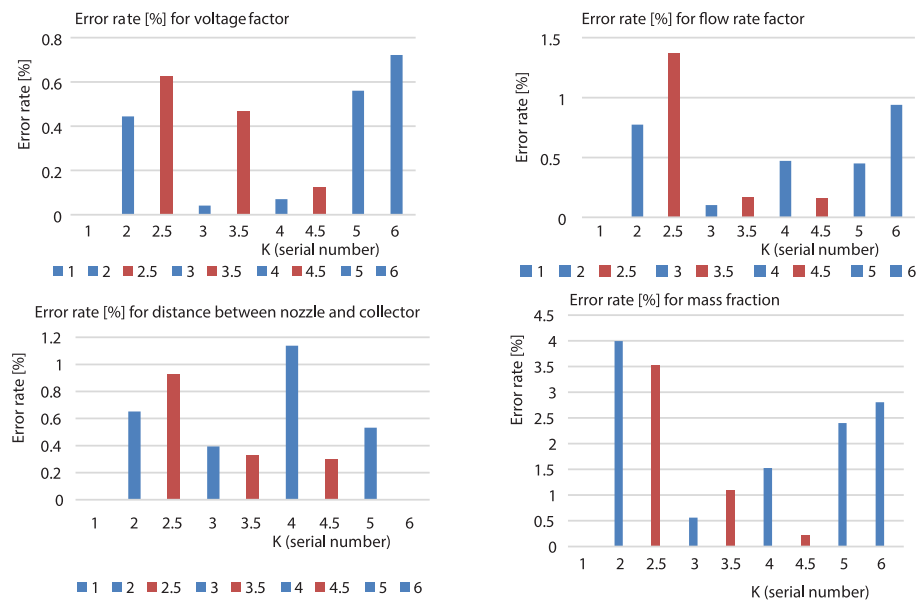 Error rate [%] for voltage factor
Error rate [%]
0.8
0.6
0.4
0.2
0
1 2 2.5 3 3.5 4 4.5 5 6
K (serial number)
1 2 2.5 3 3.5 4 4.5 5 6
Error rate [%] for flow rate factor
Error rate [%]
1.5
1
0.5
0
1 2 2.5 3 3.5 4 4.5 5 6
K (serial number)
1 2 2.5 3 3.5 4 4.5 5 6
Error rate [%] for distance between nozzle and collector
Error rate [%]
1.2
1
0.8
0.6
0.4
0.2
0
1 2 2.5 3 3.5 4 4.5 5 6
K (serial number)
1 2 2.5 3 3.5 4 4.5 5 6
Error rate [%] for mass fraction
Error rate [%]
4.5
4
3.5
3
2.5
2
1.5
1
0.5
0
1 2 2.5 3 3.5 4 4.5 5 6
K (serial number)